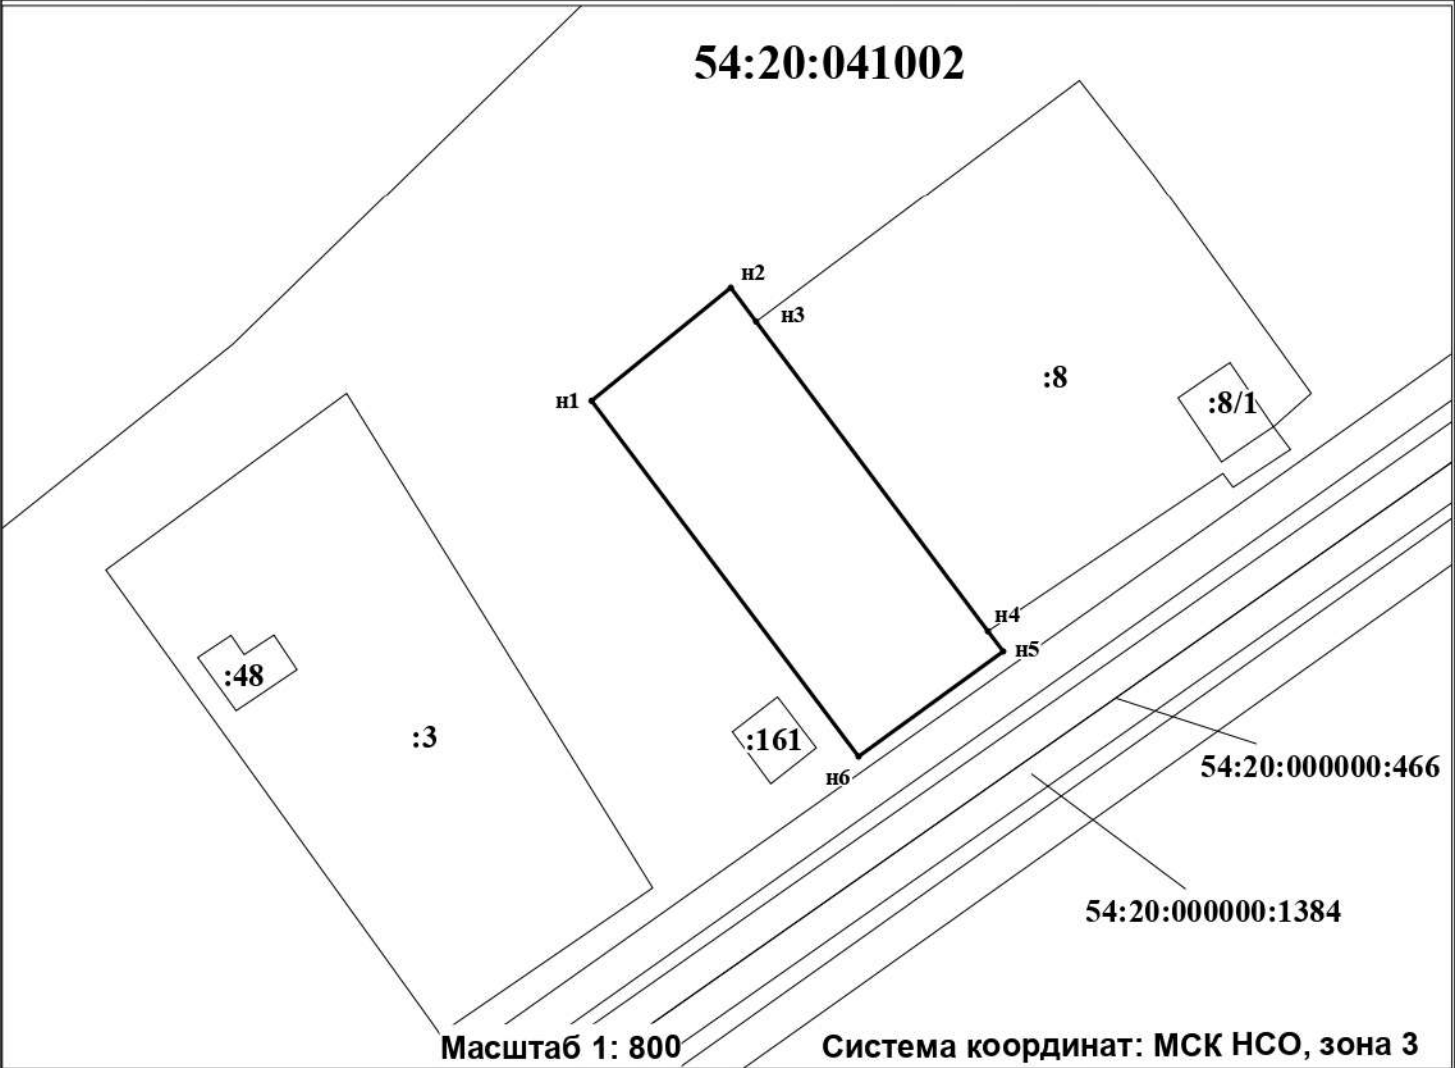 54:20:041002
н2
н3
:8
:8/1
н1
н4
н5
:48
:3
:161
н6
54:20:000000:466
54:20:000000:1384
Масштаб 1: 800
Система координат: МСК НСО, зона 3